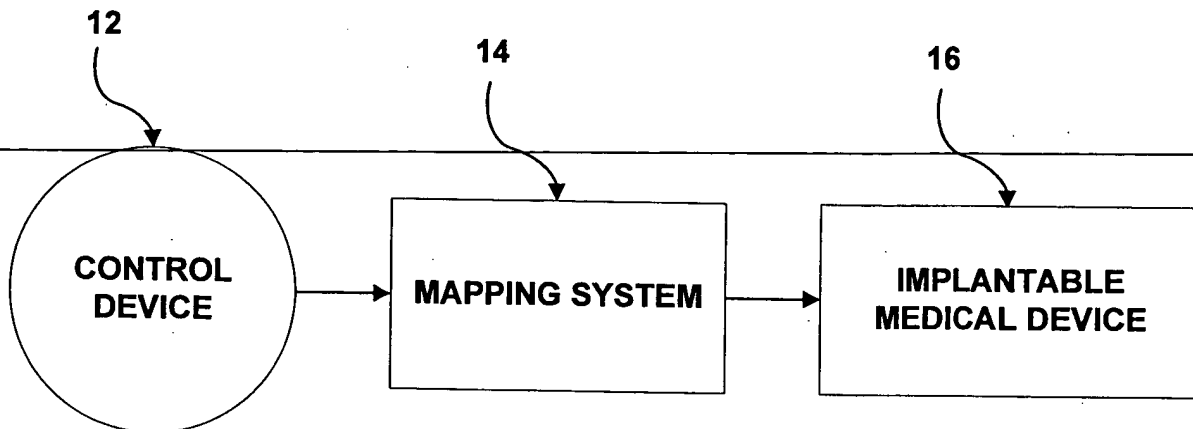 12
14
16
CONTROL
DEVICE
MAPPING SYSTEM
IMPLANTABLE
MEDICAL DEVICE